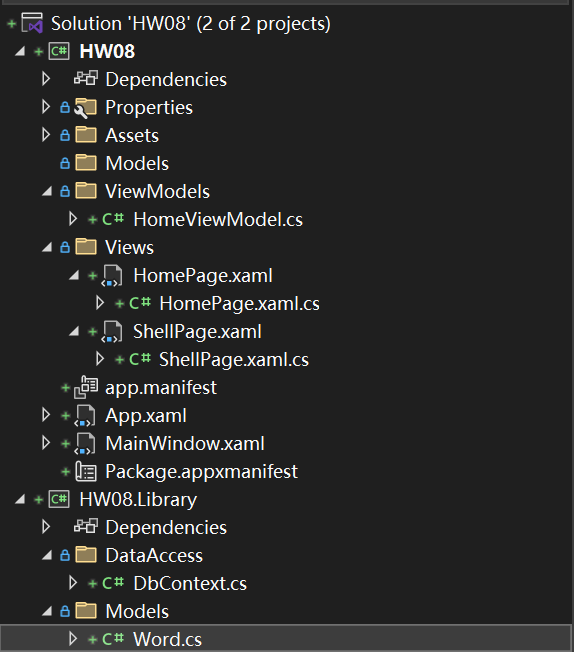 Solution 'HW08' (2 of 2 projects)
C# HW08
Dependencies
Properties
Assets
Models
ViewModels
C# HomeViewModel.cs
Views
HomePage.xaml
C# HomePage.xaml.cs
ShellPage.xaml
C# ShellPage.xaml.cs
app.manifest
App.xaml
MainWindow.xaml
Package.appxmanifest
C# HW08.Library
Dependencies
DataAccess
C# DbContext.cs
Models
C# Word.cs